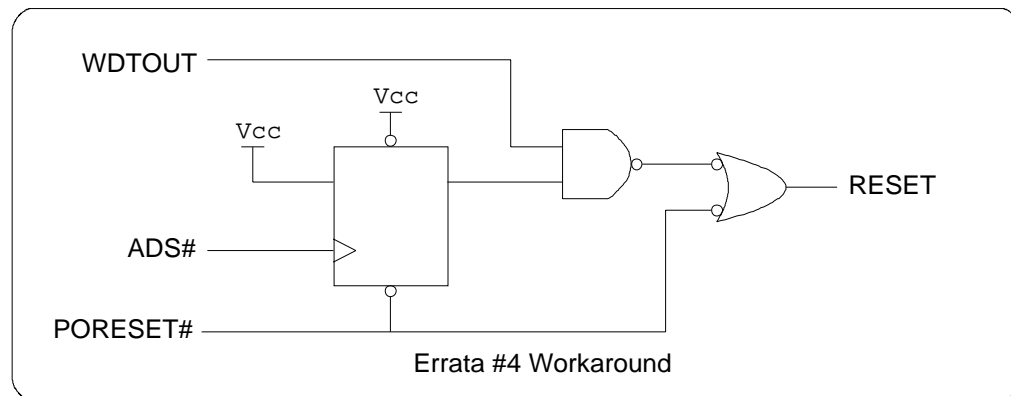 WDTOUT
Vcc
Vcc
RESET
ADS#
PORESET#
Errata #4 Workaround